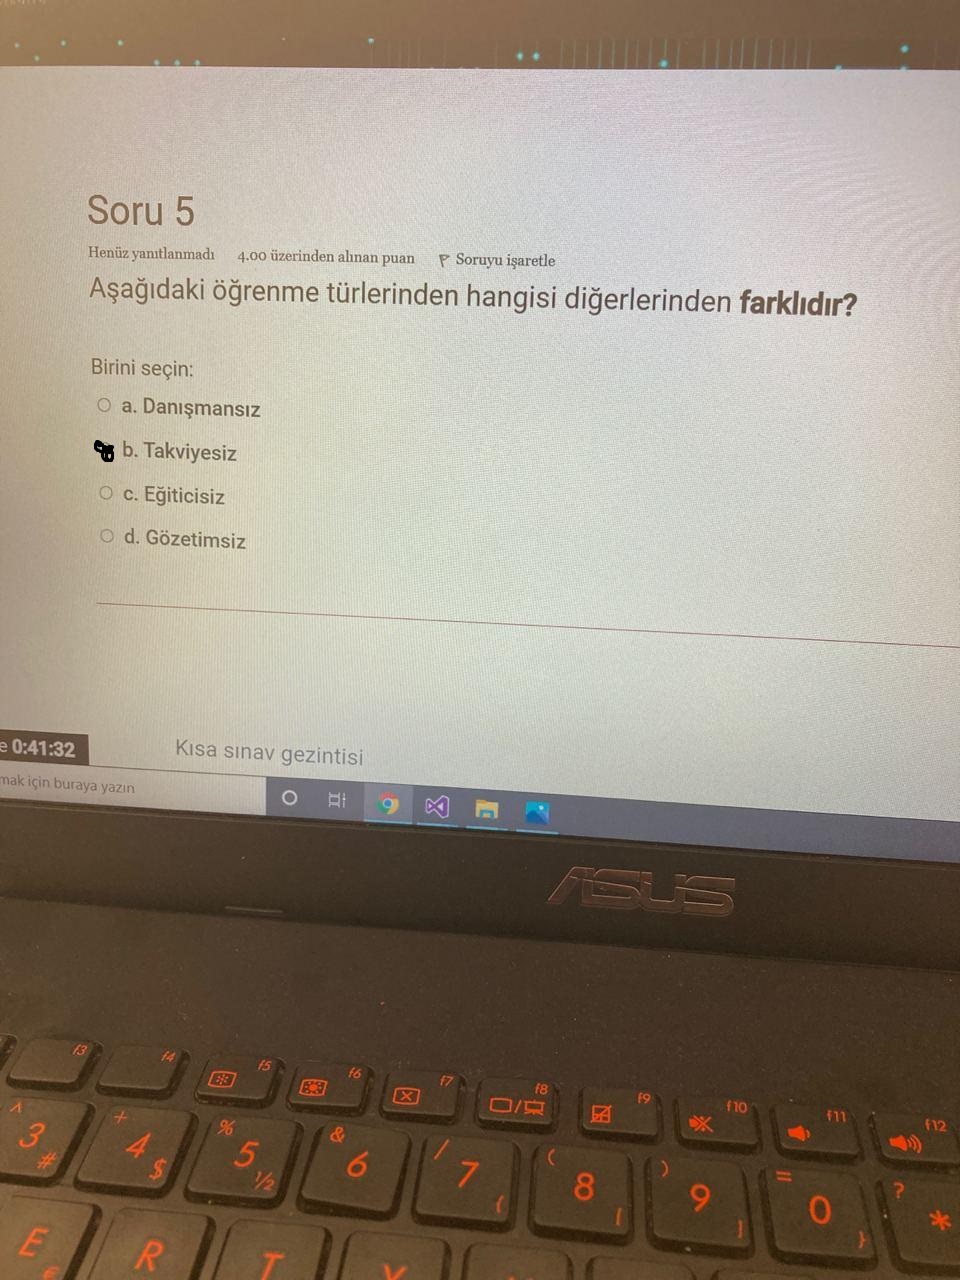 Soru 5
Henüz yanıtlanmadı 4.00 üzerinden alınan puan Soruyu işaretle
Aşağıdaki öğrenme türlerinden hangisi diğerlerinden farklıdır?
Birini seçin:
a. Danışmansız
b. Takviyesiz
c. Eğiticisiz
d. Gözetimsiz
e 0:41:32 Kısa sınav gezintisi
mak için buraya yazın
ASUS
f3 f4 f5 f6 f7 f8 f9 f10 f11 f12
^ + % & / ( ) = ?
3 4 5 6 7 8 9 0 *
# $ ½ { [ ] }
E R T Y
€